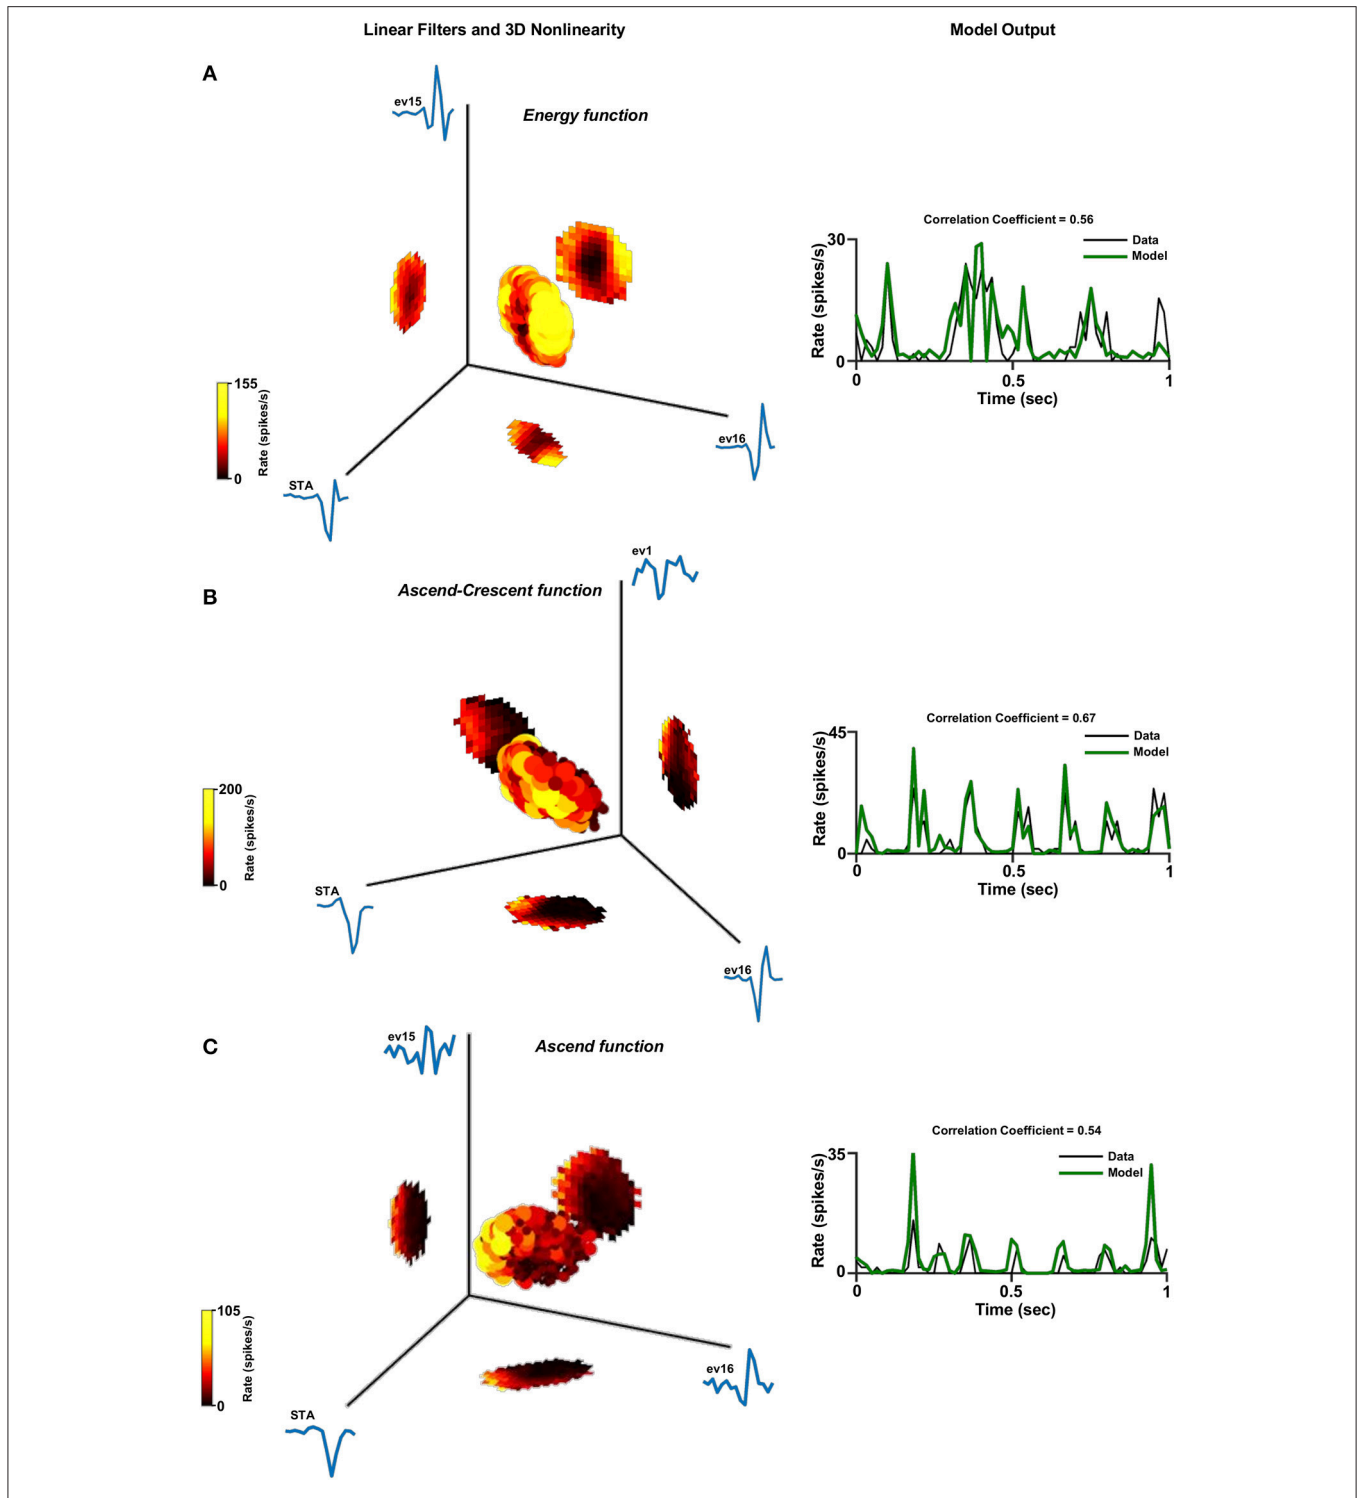 Linear Filters and 3D Nonlinearity
Model Output
A
ev15
Energy function
155
0
Rate (spikes/s)
STA
ev16
Correlation Coefficient = 0.56
Data
Model
30
0
Rate (spikes/s)
0
0.5
1
Time (sec)
B
ev1
Ascend-Crescent function
200
0
Rate (spikes/s)
STA
ev16
Correlation Coefficient = 0.67
Data
Model
45
0
Rate (spikes/s)
0
0.5
1
Time (sec)
C
ev15
Ascend function
105
0
Rate (spikes/s)
STA
ev16
Correlation Coefficient = 0.54
Data
Model
35
0
Rate (spikes/s)
0
0.5
1
Time (sec)